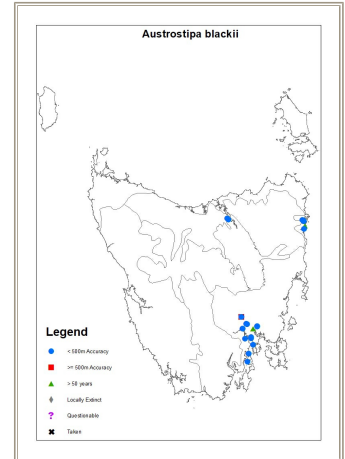 Austrostipa blackii
Legend
< 500m Accuracy
>= 500m Accuracy
> 50 years
Locally Extinct
Questionable
Taken